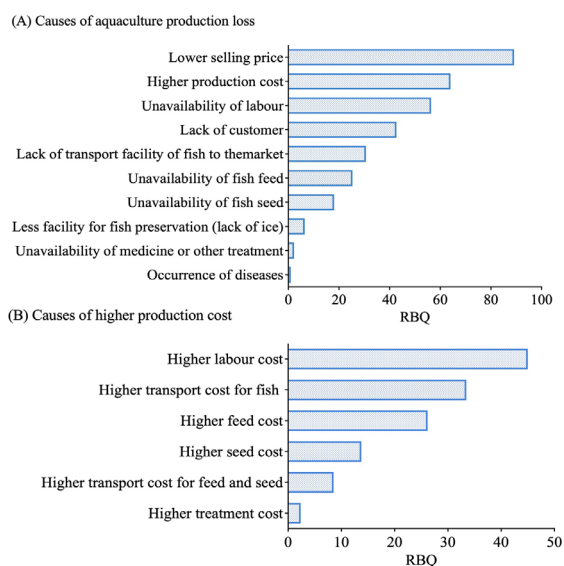 (A) Causes of aquaculture production loss
Lower selling price
Higher production cost
Unavailability of labour
Lack of customer
Lack of transport facility of fish to themarket
Unavailability of fish feed
Unavailability of fish seed
Less facility for fish preservation (lack of ice)
Unavailability of medicine or other treatment
Occurrence of diseases
0 20 40 60 80 100
RBQ
(B) Causes of higher production cost
Higher labour cost
Higher transport cost for fish
Higher feed cost
Higher seed cost
Higher transport cost for feed and seed
Higher treatment cost
0 10 20 30 40 50
RBQ